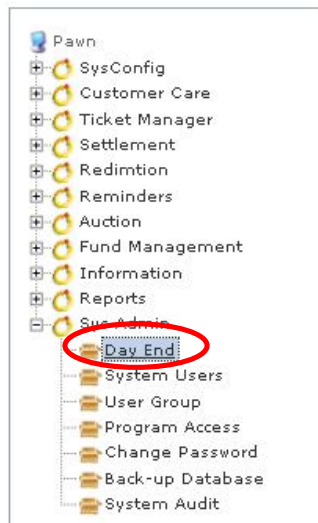 Pawn
SysConfig
Customer Care
Ticket Manager
Settlement
Redimtion
Reminders
Auction
Fund Management
Information
Reports
Sys Admin
Day End
System Users
User Group
Program Access
Change Password
Back-up Database
System Audit